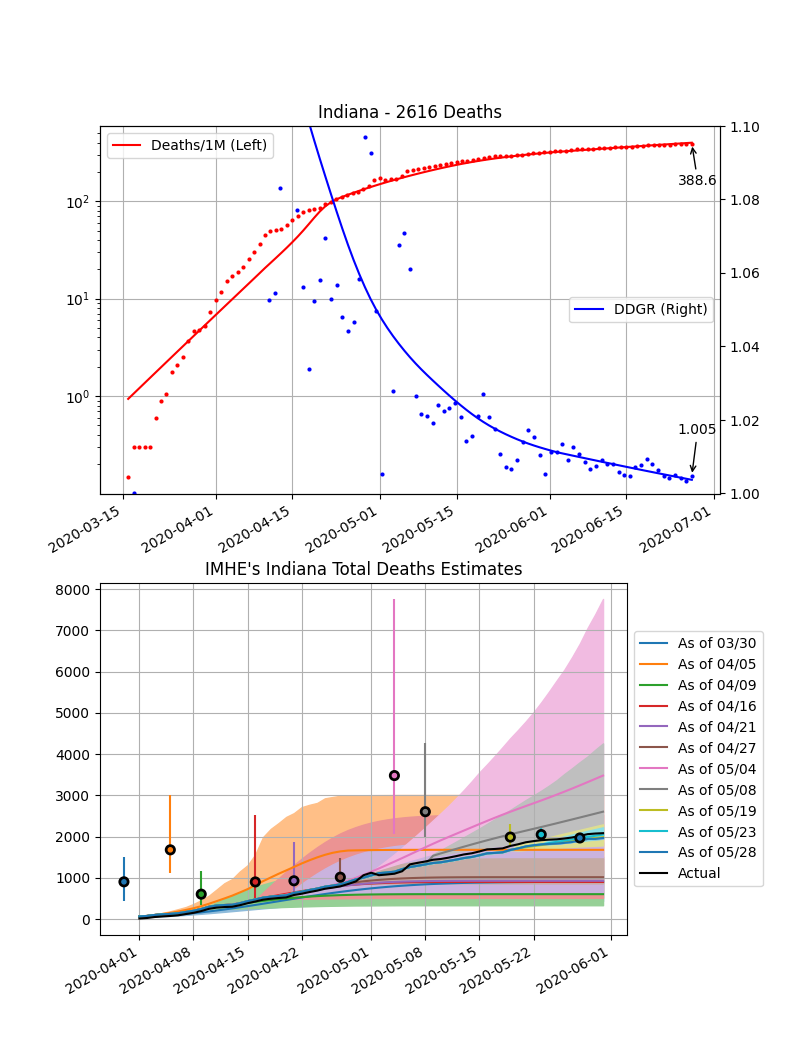 Indiana - 2616 Deaths
Deaths/1M (Left)
DDGR (Right)
388.6
1.005
10²
10¹
10⁰
1.10
1.08
1.06
1.04
1.02
1.00
2020-03-15
2020-04-01
2020-04-15
2020-05-01
2020-05-15
2020-06-01
2020-06-15
2020-07-01
IMHE's Indiana Total Deaths Estimates
8000
7000
6000
5000
4000
3000
2000
1000
0
2020-04-01
2020-04-08
2020-04-15
2020-04-22
2020-05-01
2020-05-08
2020-05-15
2020-05-22
2020-06-01
As of 03/30
As of 04/05
As of 04/09
As of 04/16
As of 04/21
As of 04/27
As of 05/04
As of 05/08
As of 05/19
As of 05/23
As of 05/28
Actual